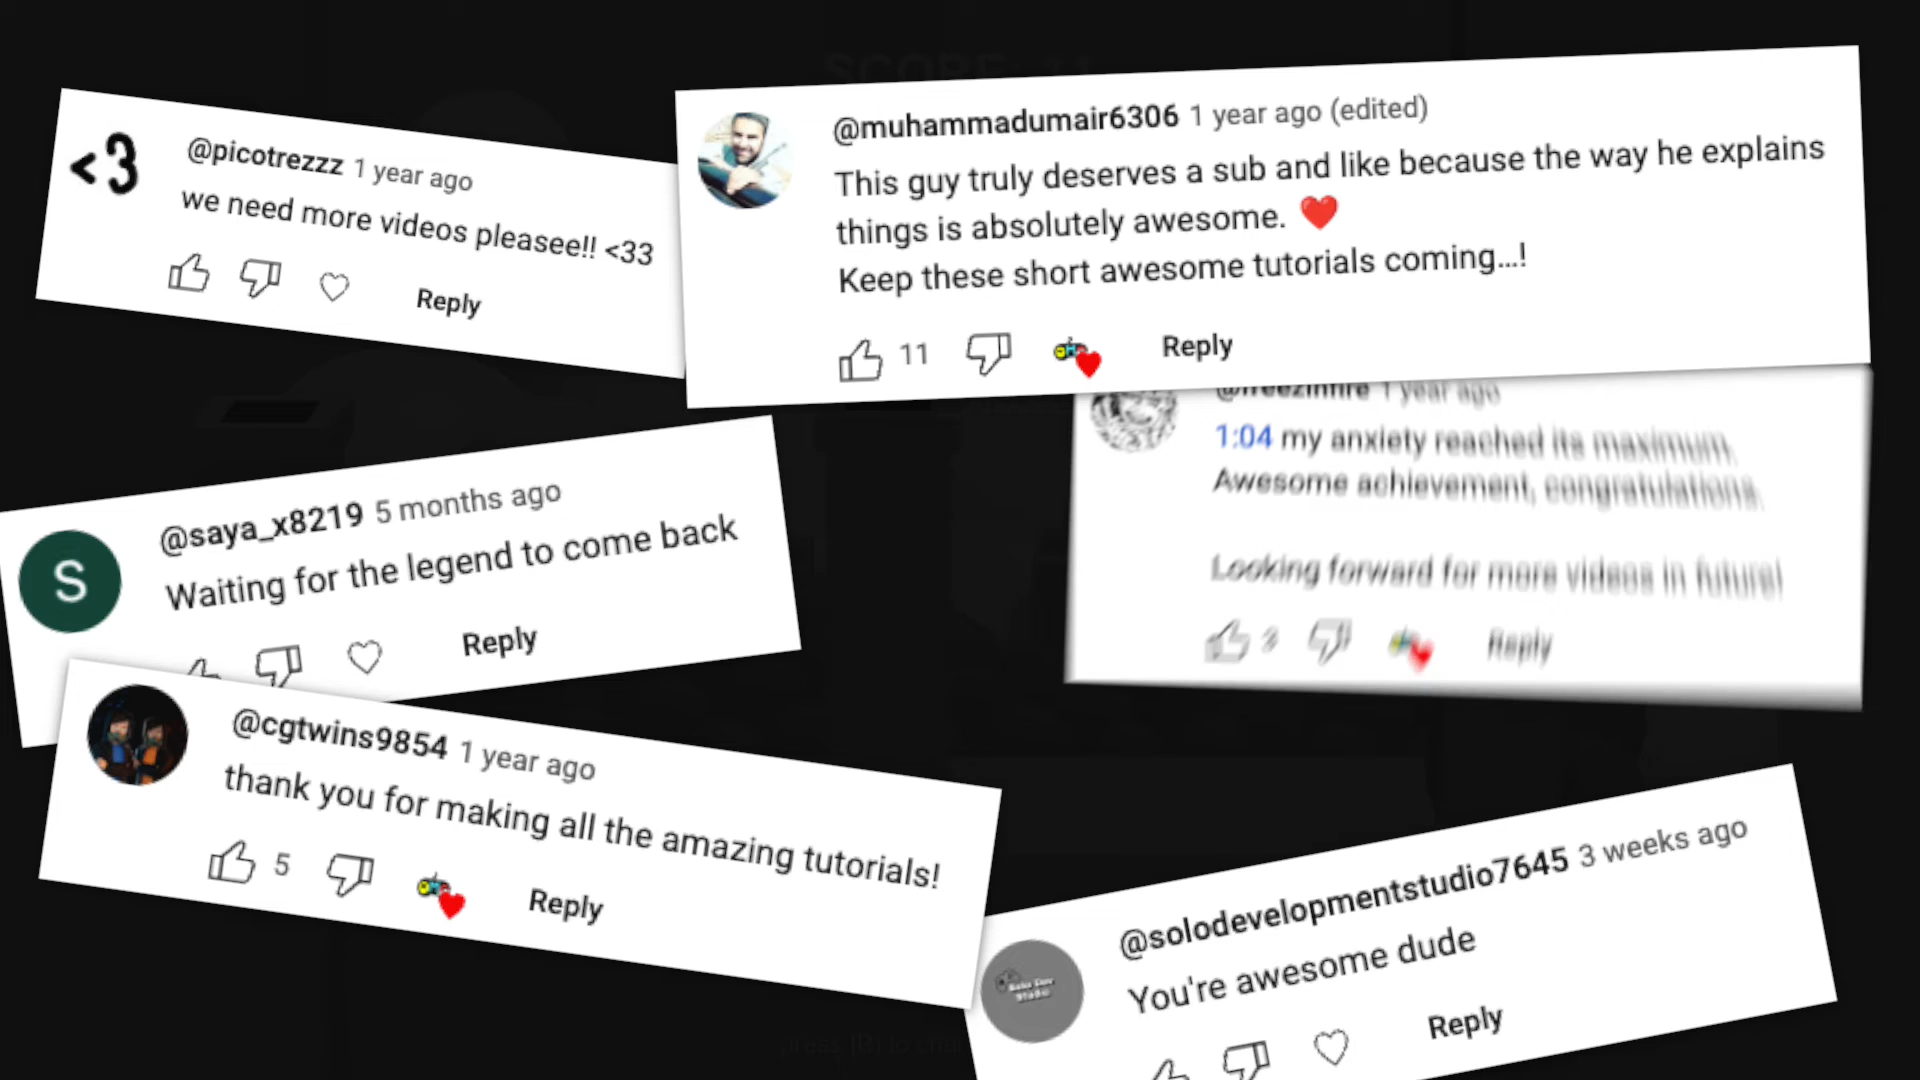 SCORE: 31
<3
@picotrezzz 1 year ago
we need more videos pleasee!! <33
Reply
@muhammadumair6306 1 year ago (edited)
This guy truly deserves a sub and like because the way he explains
things is absolutely awesome. ❤️
Keep these short awesome tutorials coming...!
11
Reply
@freezinfire 1 year ago
1:04 my anxiety reached its maximum.
Awesome achievement, congratulations.
Looking forward for more videos in future!
3
Reply
S
@saya_x8219 5 months ago
Waiting for the legend to come back
Reply
@cgtwins9854 1 year ago
thank you for making all the amazing tutorials!
5
Reply
@solodevelopmentstudio7645 3 weeks ago
You're awesome dude
Reply